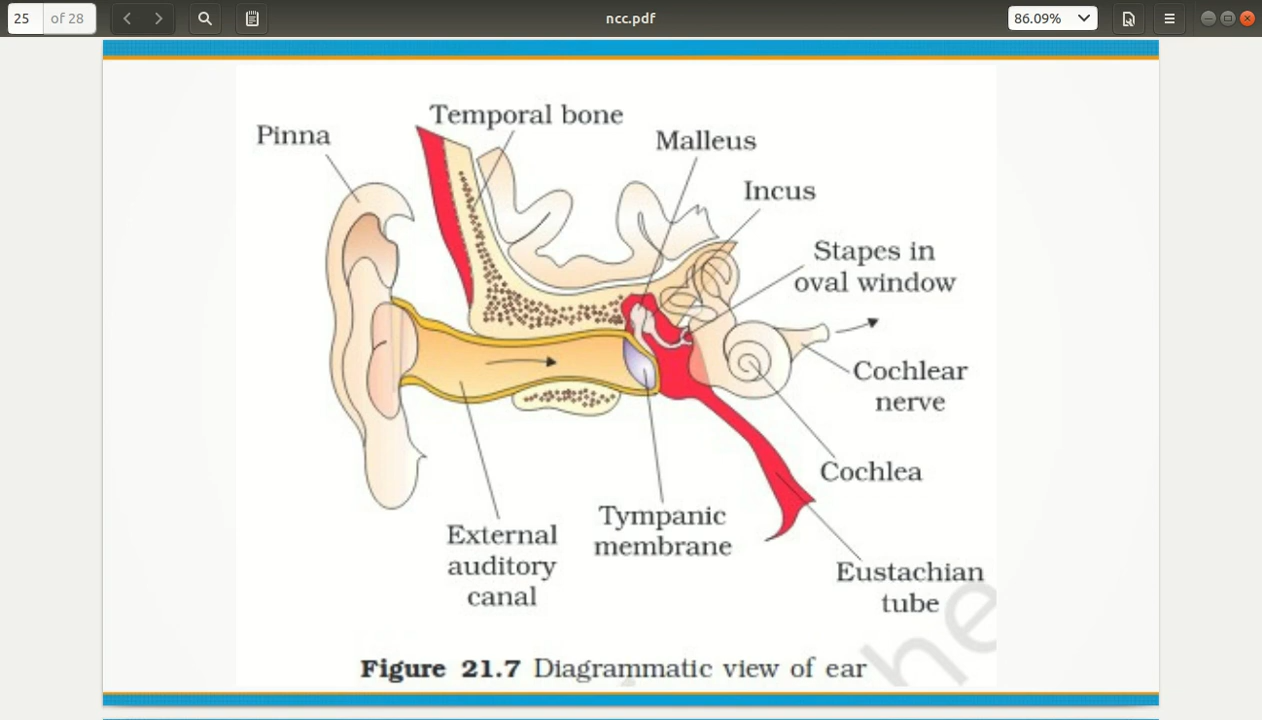 25 of 28
ncc.pdf
86.09%
Temporal bone
Pinna
Malleus
Incus
Stapes in
oval window
Cochlear
nerve
Cochlea
Tympanic
membrane
External
auditory
canal
Eustachian
tube
he
Figure 21.7 Diagrammatic view of ear